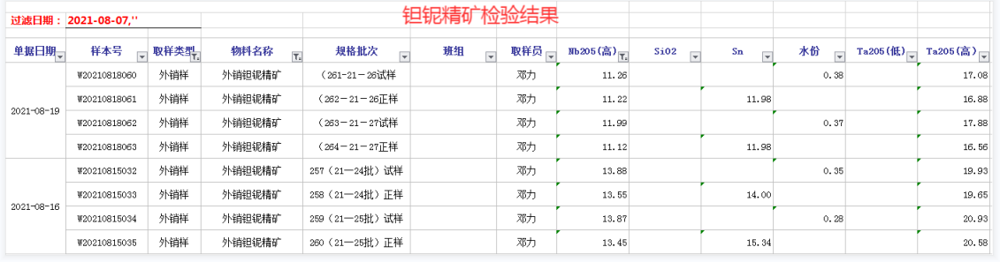 钽铌精矿检验结果
过滤日期： 2021-08-07,''
单据日期 样本号 取样类型 物料名称 规格批次 班组 取样员 Nb205(高) SiO2 Sn 水份 Ta205(低) Ta205(高)
W20210818060 外销样 外销钽铌精矿 （261-21－26试样 邓力 11.26 0.38 17.08
2021-08-19
W20210818061 外销样 外销钽铌精矿 （262－21－26正样 邓力 11.22 11.98 16.88
W20210818062 外销样 外销钽铌精矿 （263－21－27试样 邓力 11.99 0.37 17.88
W20210818063 外销样 外销钽铌精矿 （264－21－27正样 邓力 11.12 11.98 16.56
W20210815032 外销样 外销钽铌精矿 257（21—24批）试样 邓力 13.88 0.35 19.93
2021-08-16
W20210815033 外销样 外销钽铌精矿 258（21—24批）正样 邓力 13.55 14.00 19.65
W20210815034 外销样 外销钽铌精矿 259（21—25批）试样 邓力 13.87 0.28 20.93
W20210815035 外销样 外销钽铌精矿 260（21—25批）正样 邓力 13.45 15.34 20.58